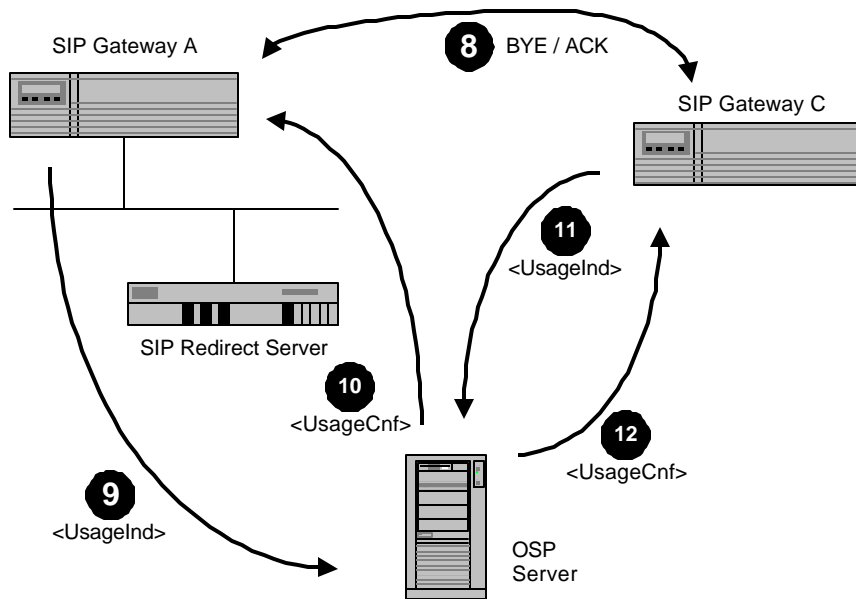 8
BYE / ACK
SIP Gateway A
SIP Gateway C
11
<UsageInd>
SIP Redirect Server
10
<UsageCnf>
12
<UsageCnf>
9
<UsageInd>
OSP
Server